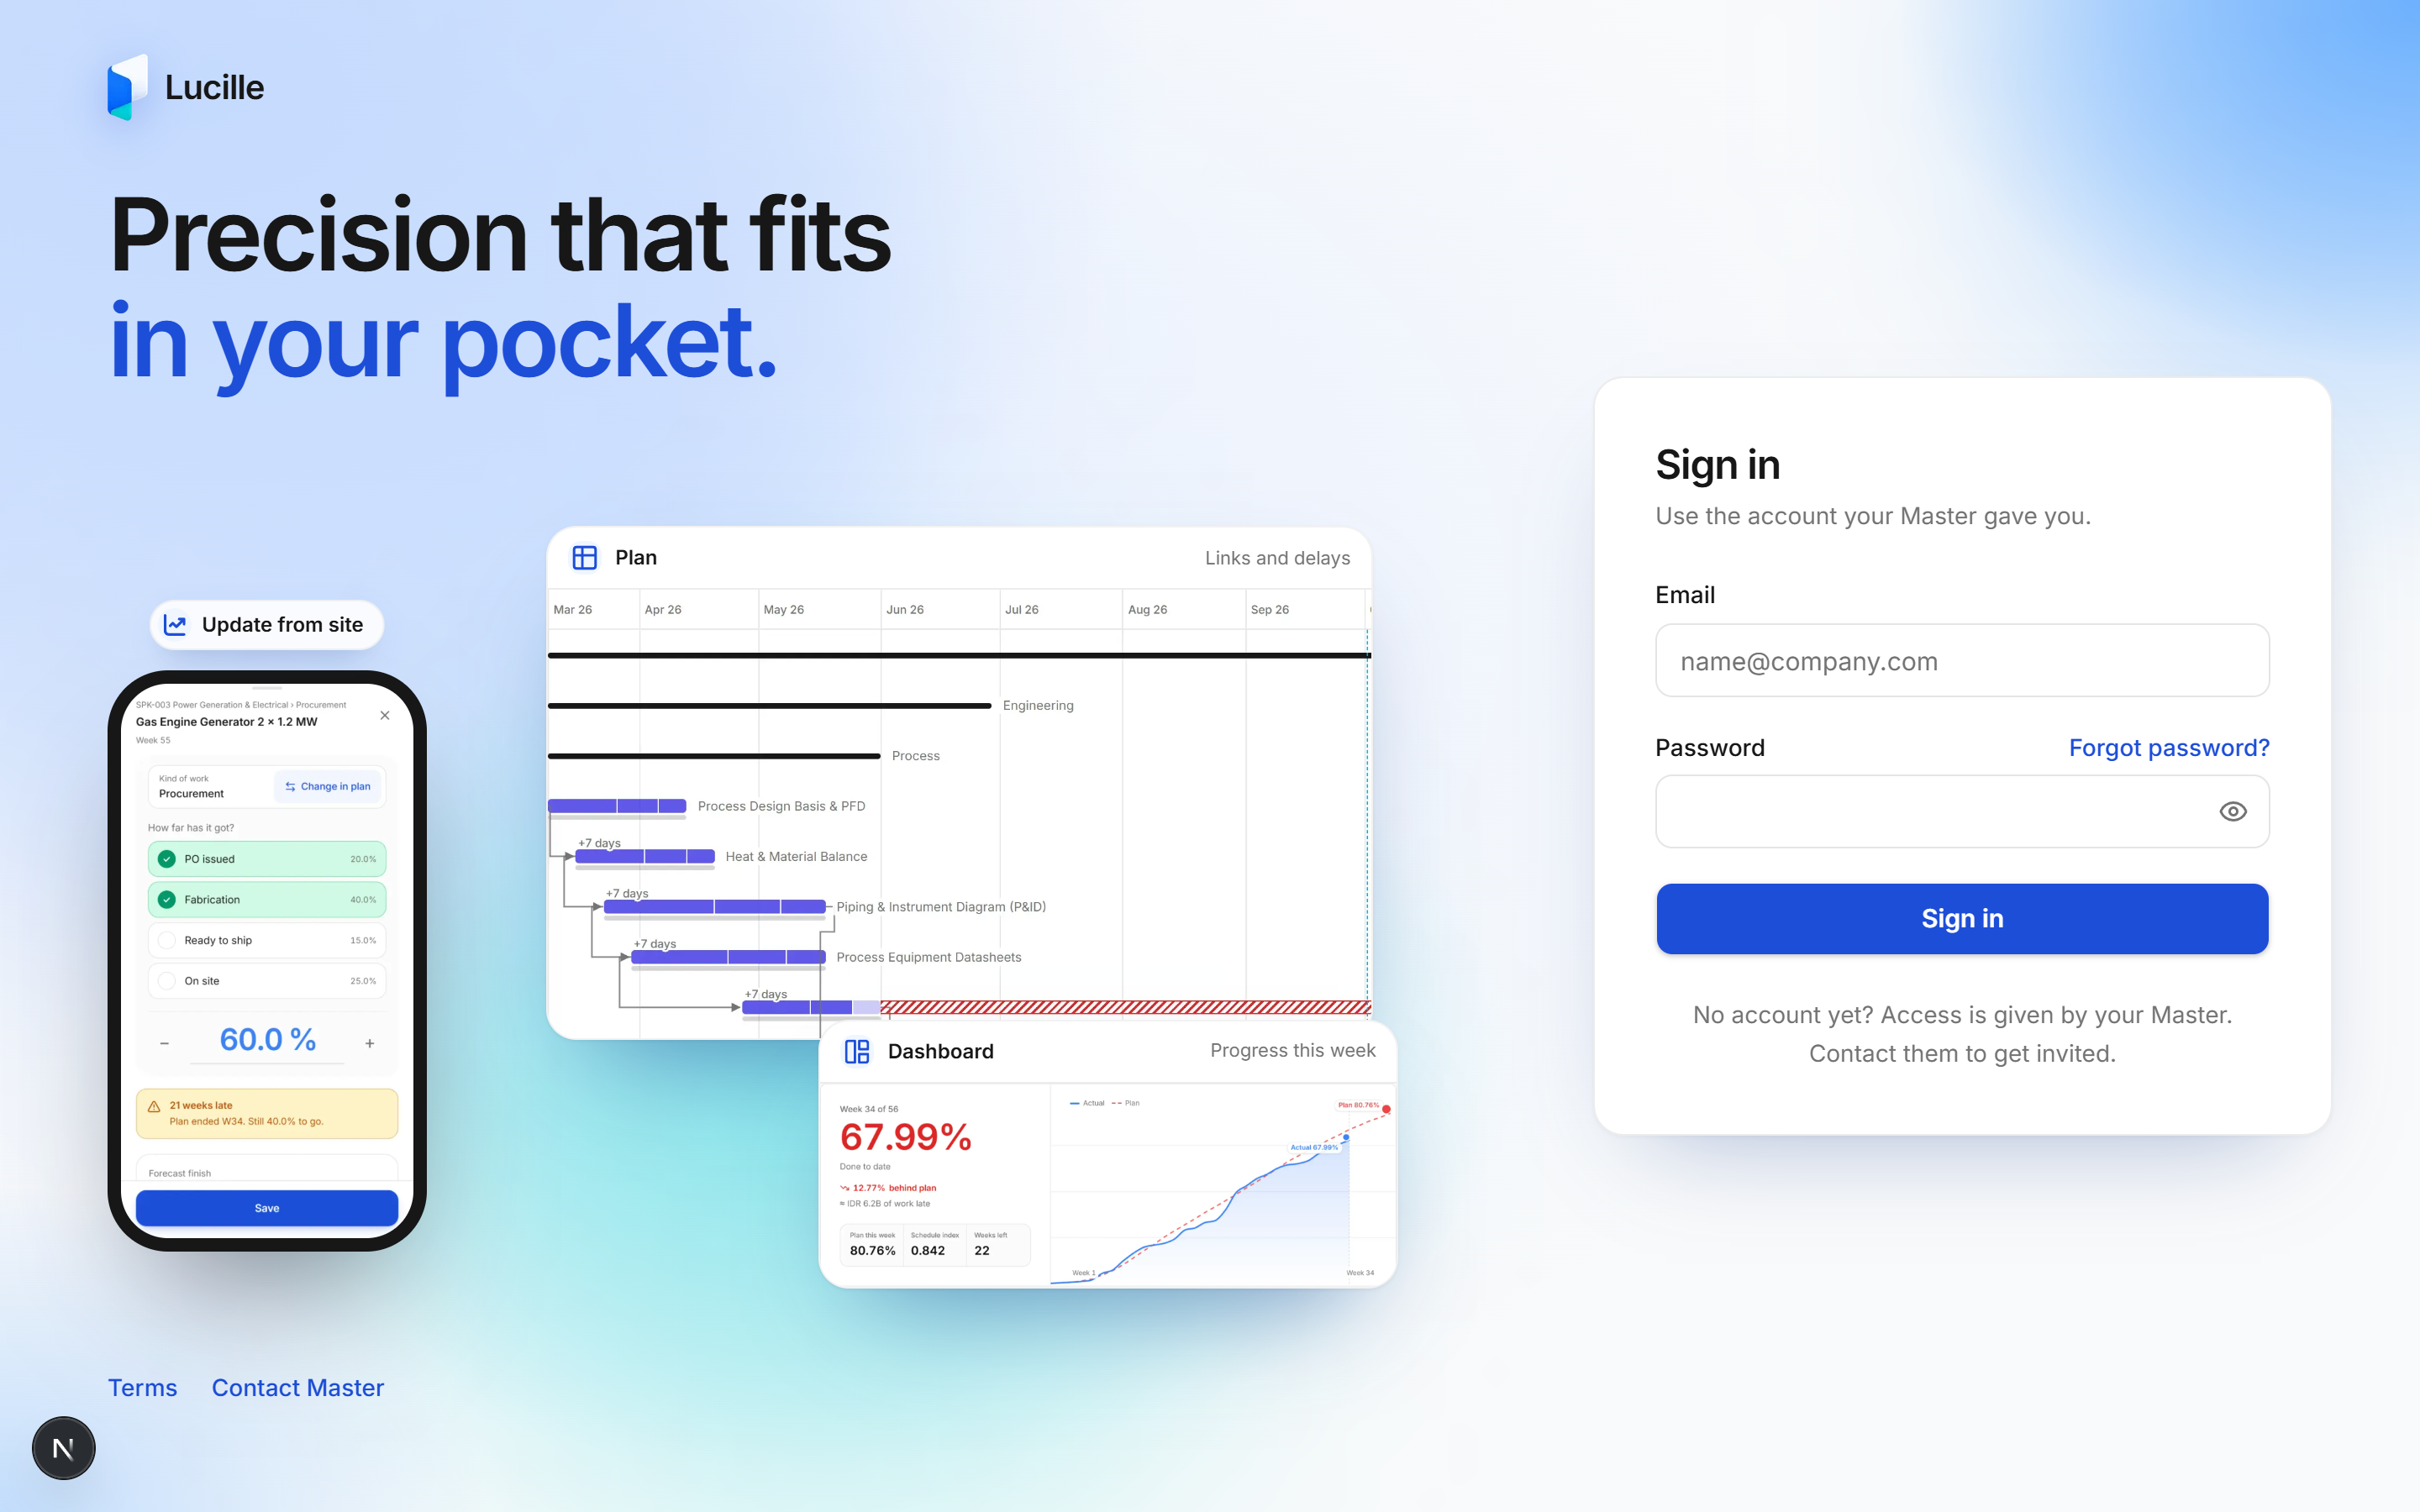 Lucille
Precision that fits
in your pocket.
Update from site
SPK-003 Power Generation & Electrical › Procurement
Gas Engine Generator 2 × 1.2 MW
Week 55
Kind of work
Procurement
Change in plan
How far has it got?
PO issued 20.0%
Fabrication 40.0%
Ready to ship 15.0%
On site 25.0%
− 60.0 % +
21 weeks late
Plan ended W34. Still 40.0% to go.
Forecast finish
Save
Plan Links and delays
Mar 26 Apr 26 May 26 Jun 26 Jul 26 Aug 26 Sep 26
Engineering
Process
Process Design Basis & PFD
+7 days
Heat & Material Balance
+7 days
Piping & Instrument Diagram (P&ID)
+7 days
Process Equipment Datasheets
+7 days
Dashboard Progress this week
Week 34 of 56
67.99%
Done to date
12.77% behind plan
≈ IDR 6.2B of work late
Plan this week Schedule index Weeks left
80.76% 0.842 22
Actual Plan
Plan 80.76%
Actual 67.99%
Week 1 Week 34
Sign in
Use the account your Master gave you.
Email
name@company.com
Password Forgot password?
Sign in
No account yet? Access is given by your Master.
Contact them to get invited.
Terms Contact Master
N